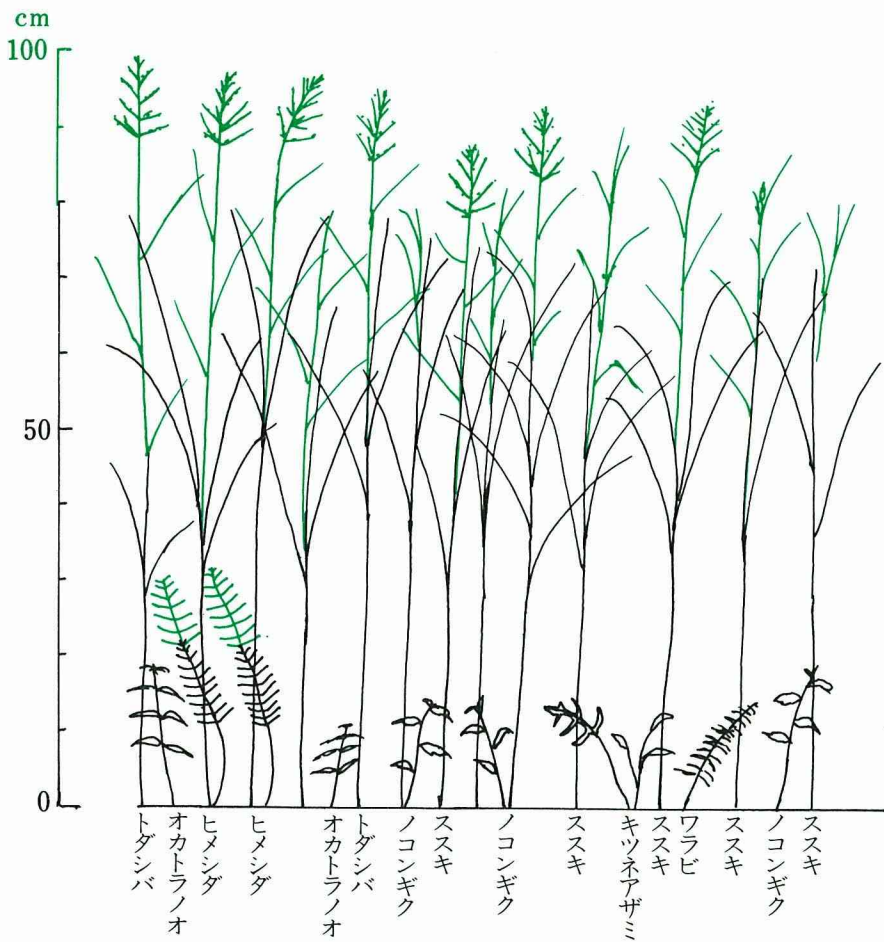 cm
100
50
0
トダシバ
オカトラノオ
ヒメシダ
ヒメシダ
オカトラノオ
トダシバ
ノコンギク
ススキ
ノコンギク
ススキ
キツネアザミ
ススキ
ワラビ
ススキ
ノコンギク
ススキ